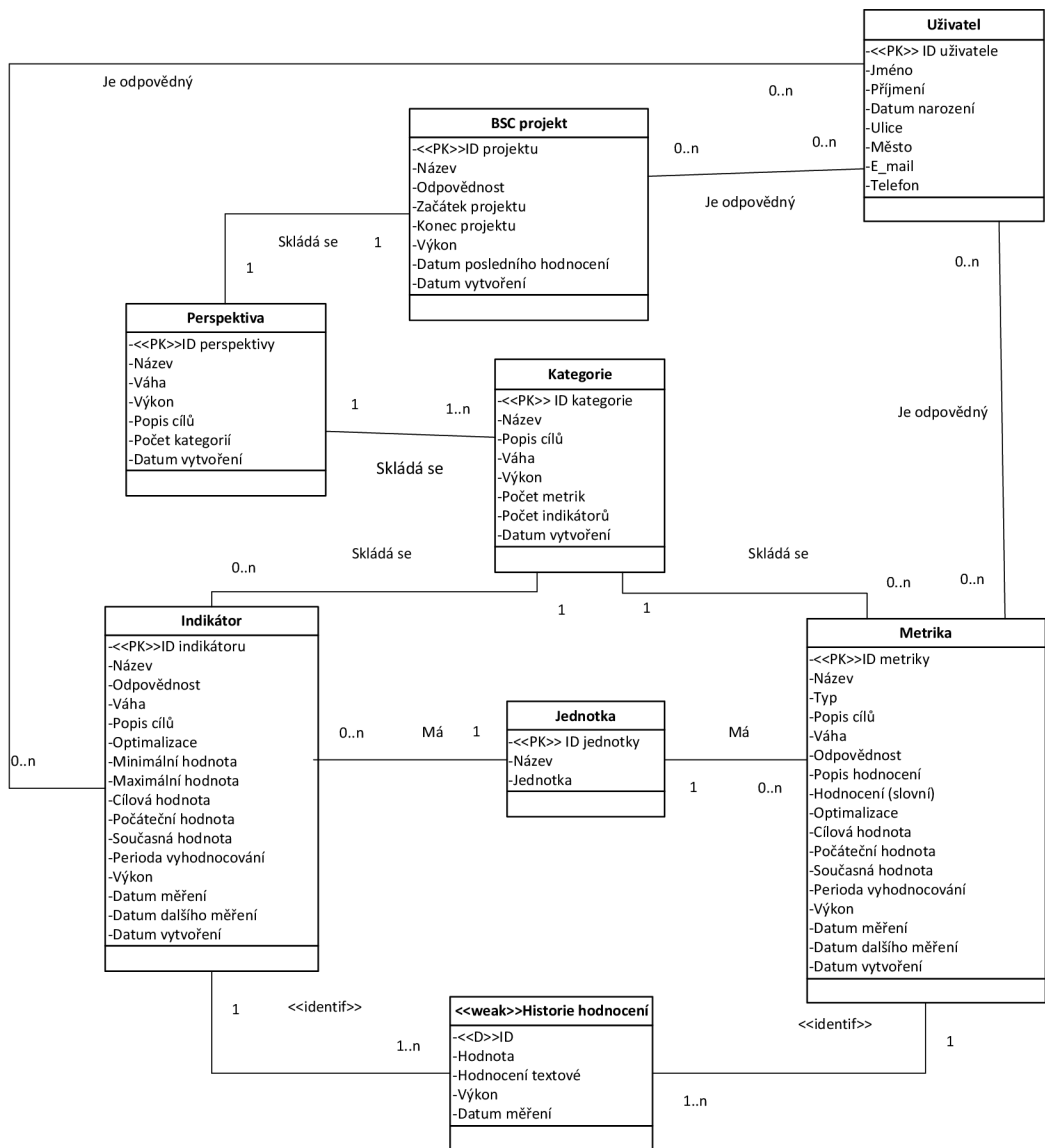 Uživatel
-<<PK>> ID uživatele
-Jméno
-Příjmení
-Datum narození
-Ulice
-Město
-E_mail
-Telefon
Je odpovědný
0..n
BSC projekt
-<<PK>>ID projektu
-Název
-Odpovědnost
-Začátek projektu
-Konec projektu
-Výkon
-Datum posledního hodnocení
-Datum vytvoření
0..n
0..n
Je odpovědný
Skládá se
1
1
0..n
Perspektiva
-<<PK>>ID perspektivy
-Název
-Váha
-Výkon
-Popis cílů
-Počet kategorií
-Datum vytvoření
1
1..n
Skládá se
Kategorie
-<<PK>> ID kategorie
-Název
-Popis cílů
-Váha
-Výkon
-Počet metrik
-Počet indikátorů
-Datum vytvoření
Je odpovědný
Skládá se
0..n
1
Skládá se
1
0..n
0..n
Indikátor
-<<PK>>ID indikátoru
-Název
-Odpovědnost
-Váha
-Popis cílů
-Optimalizace
-Minimální hodnota
-Maximální hodnota
-Cílová hodnota
-Počáteční hodnota
-Současná hodnota
-Perioda vyhodnocování
-Výkon
-Datum měření
-Datum dalšího měření
-Datum vytvoření
0..n
0..n
Má
1
Jednotka
-<<PK>> ID jednotky
-Název
-Jednotka
Má
1
0..n
Metrika
-<<PK>>ID metriky
-Název
-Typ
-Popis cílů
-Váha
-Odpovědnost
-Popis hodnocení
-Hodnocení (slovní)
-Optimalizace
-Cílová hodnota
-Počáteční hodnota
-Současná hodnota
-Perioda vyhodnocování
-Výkon
-Datum měření
-Datum dalšího měření
-Datum vytvoření
1
<<identif>>
1..n
<<weak>>Historie hodnocení
-<<D>>ID
-Hodnota
-Hodnocení textové
-Výkon
-Datum měření
<<identif>>
1
1..n